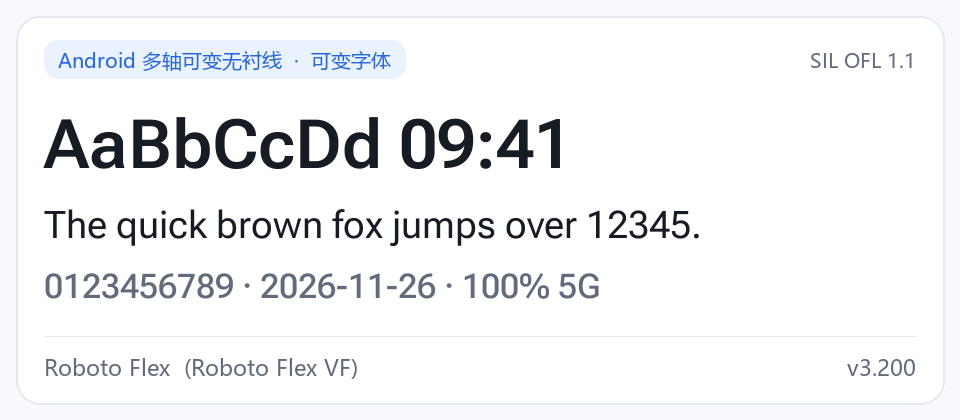 Android 多轴可变无衬线 · 可变字体
SIL OFL 1.1
AaBbCcDd 09:41
The quick brown fox jumps over 12345.
0123456789 · 2026-11-26 · 100% 5G
Roboto Flex (Roboto Flex VF)
v3.200